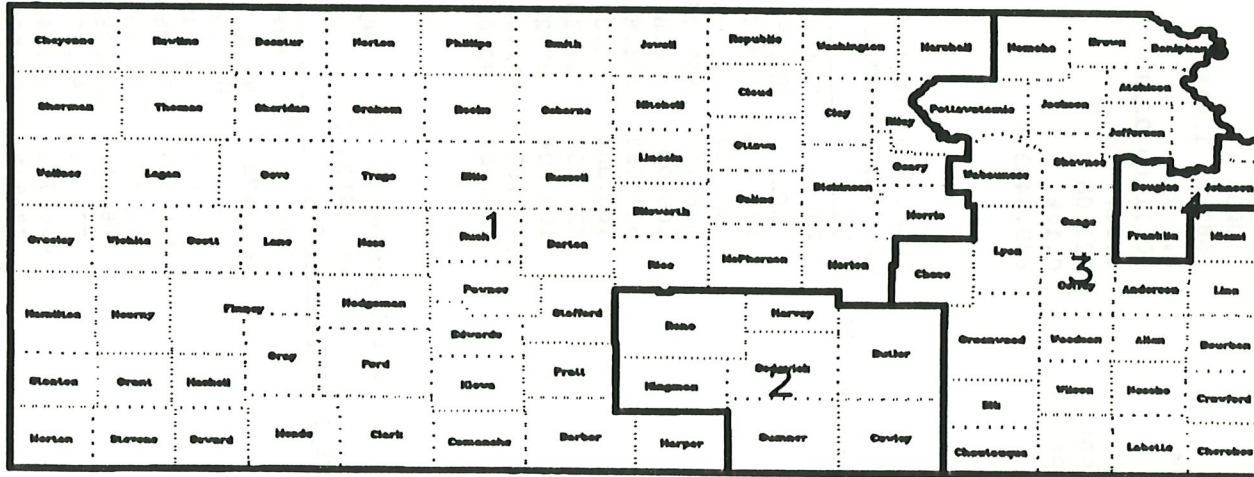 Cheyenne Rawlins Decatur Norton Phillips Smith Jewell Republic Washington Marshall Nemaha Brown Doniphan
Sherman Thomas Sheridan Graham Rooks Osborne Mitchell Cloud Clay Riley Pottawatomie Jackson Atchison
Jefferson
Wallace Logan Gove Trego Ellis Russell Lincoln Ottawa Dickinson Geary Wabaunsee Shawnee Douglas Johnson
Ellsworth Saline Morris
Greeley Wichita Scott Lane Ness Rush Barton Rice McPherson Marion Chase Lyon Osage Franklin Miami
1
3
Hamilton Kearny Finney Hodgeman Pawnee Stafford Reno Harvey Butler Greenwood Coffey Anderson Linn
Edwards
Gray Ford Sedgwick Woodson Allen Bourbon
Stanton Grant Haskell Kiowa Pratt Kingman Elk Wilson Neosho Crawford
2
Morton Stevens Seward Meade Clark Comanche Barber Harper Sumner Cowley Chautauqua Labette Cherokee